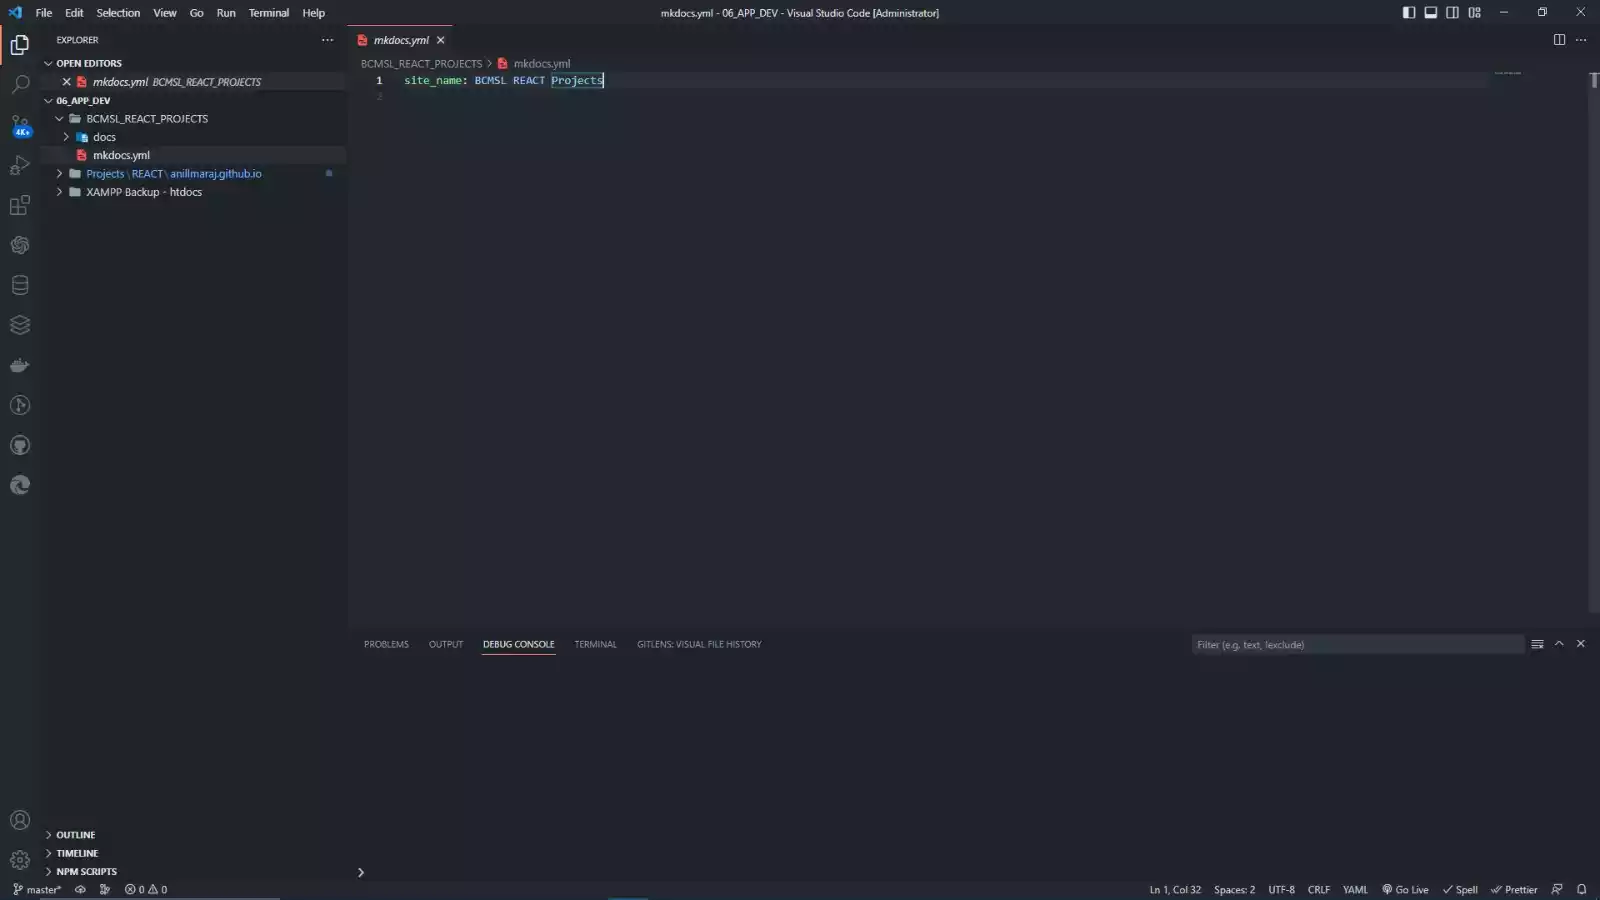 File Edit Selection View Go Run Terminal Help
mkdocs.yml - 06_APP_DEV - Visual Studio Code [Administrator]
EXPLORER
OPEN EDITORS
mkdocs.yml BCMSL_REACT_PROJECTS
06_APP_DEV
BCMSL_REACT_PROJECTS
docs
mkdocs.yml
Projects \ REACT \ anillmaraj.github.io
XAMPP Backup - htdocs
4K+
mkdocs.yml
BCMSL_REACT_PROJECTS > mkdocs.yml
1 site_name: BCMSL REACT Projects
2
PROBLEMS OUTPUT DEBUG CONSOLE TERMINAL GITLENS: VISUAL FILE HISTORY
Filter (e.g. text, !exclude)
OUTLINE
TIMELINE
NPM SCRIPTS
master* 0 0 Ln 1, Col 32 Spaces: 2 UTF-8 CRLF YAML Go Live Spell Prettier